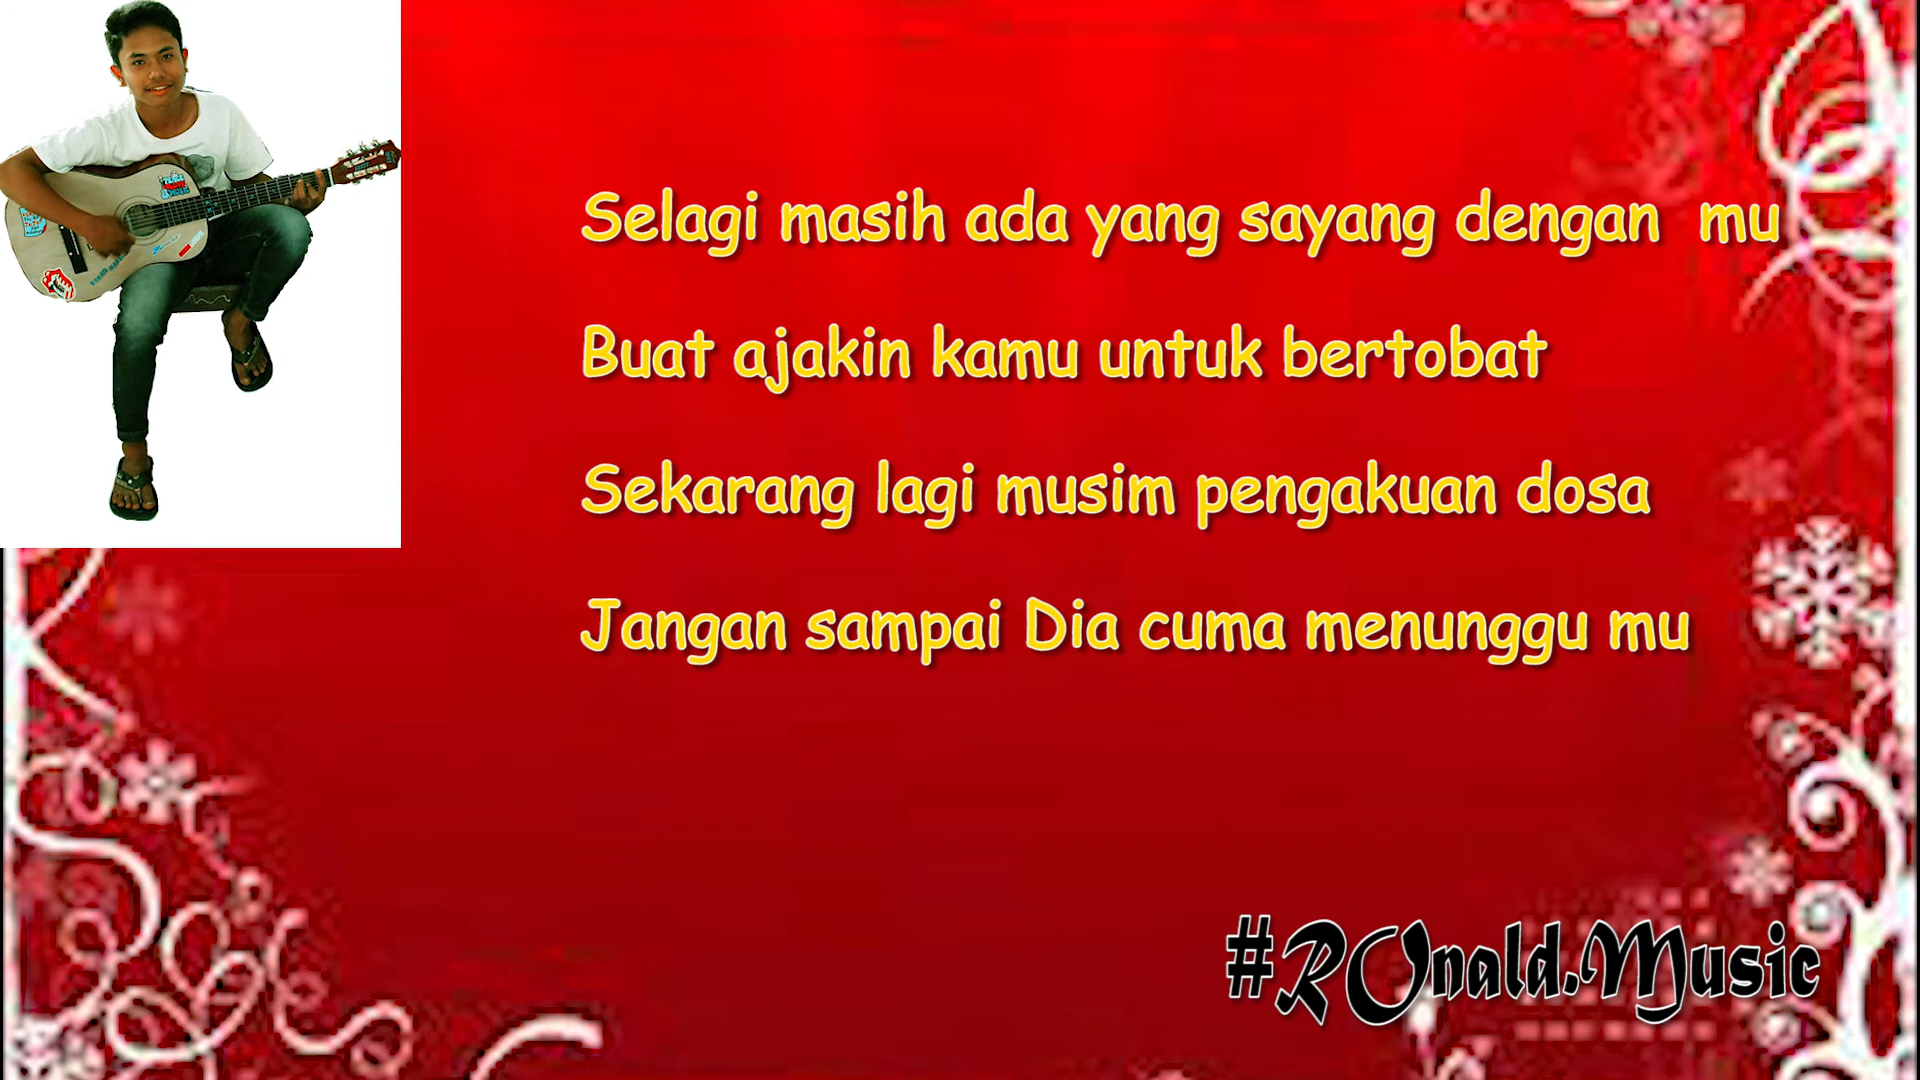 Selagi masih ada yang sayang dengan  mu
Buat ajakin kamu untuk bertobat
Sekarang lagi musim pengakuan dosa
Jangan sampai Dia cuma menunggu mu
#ROnald.Music